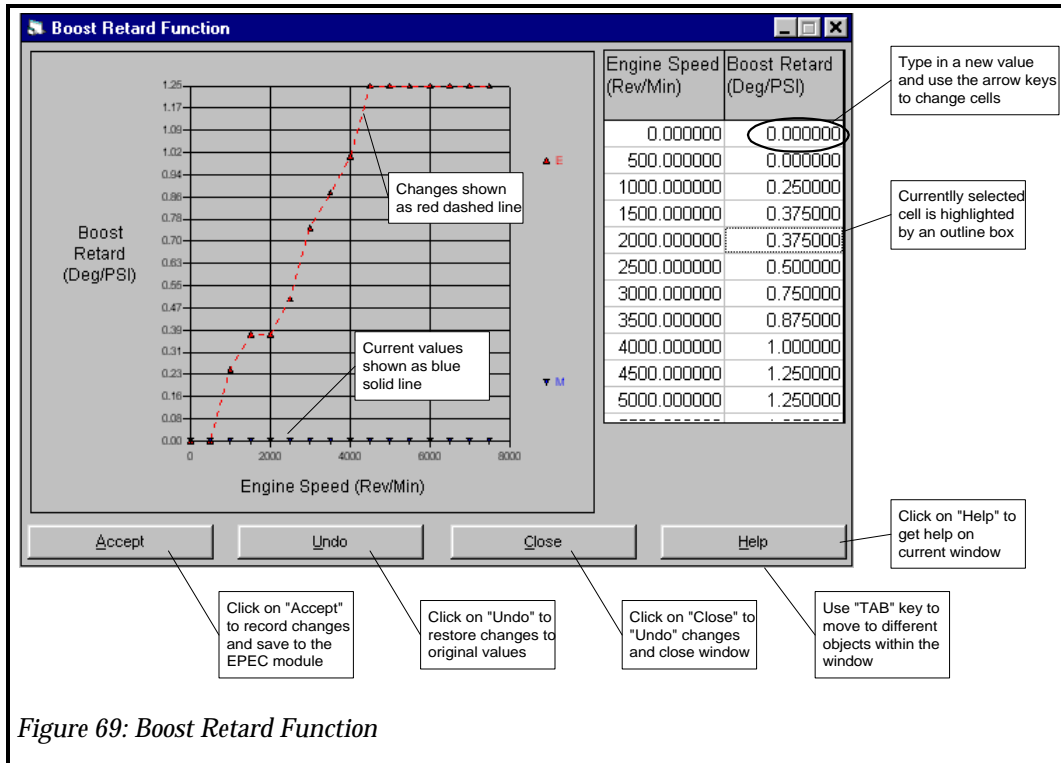 Boost Retard Function
1.25
1.17
1.09
1.02
0.94
0.86
0.78
0.70
0.63
0.55
0.47
0.39
0.31
0.23
0.16
0.08
0.00
0
2000
4000
6000
8000
Boost
Retard
(Deg/PSI)
Engine Speed (Rev/Min)
E
M
Changes shown
as red dashed line
Current values
shown as blue
solid line
Engine Speed Boost Retard
(Rev/Min) (Deg/PSI)
0.000000 0.000000
500.000000 0.000000
1000.000000 0.250000
1500.000000 0.375000
2000.000000 0.375000
2500.000000 0.500000
3000.000000 0.750000
3500.000000 0.875000
4000.000000 1.000000
4500.000000 1.250000
5000.000000 1.250000
Type in a new value
and use the arrow keys
to change cells
Currentlly selected
cell is highlighted
by an outline box
Accept
Undo
Close
Help
Click on "Help" to
get help on
current window
Click on "Accept"
to record changes
and save to the
EPEC module
Click on "Undo" to
restore changes to
original values
Click on "Close" to
"Undo" changes
and close window
Use "TAB" key to
move to different
objects within the
window
Figure 69: Boost Retard Function